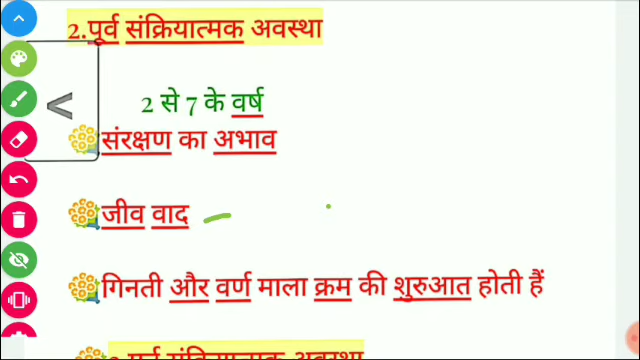 2.पूर्व संक्रियात्मक अवस्था
2 से 7 के वर्ष
संरक्षण का अभाव
जीव वाद
गिनती और वर्ण माला क्रम की शुरुआत होती हैं